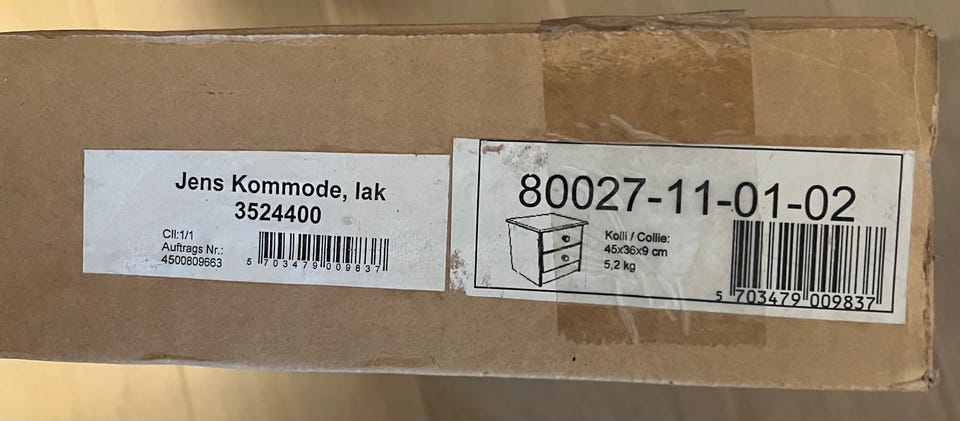 Jens Kommode, lak
3524400
Cll:1/1
Auftrags Nr.:
4500809663
5 703479 009837
80027-11-01-02
Kolli / Collie:
45x36x9 cm
5,2 kg
5 703479 009837